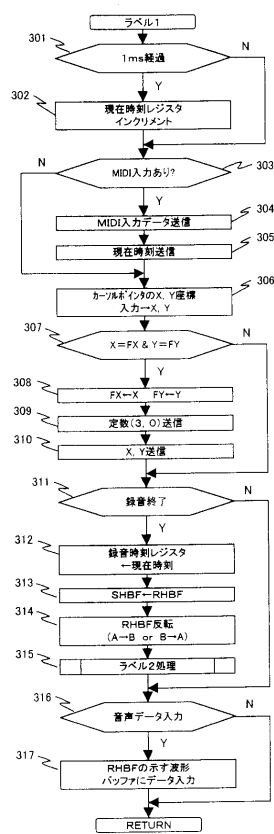 ラベル1
301
1ms経過
N
Y
302
現在時刻レジスタ
インクリメント
N
MIDI入力あり?
303
Y
304
MIDI入力データ送信
305
現在時刻送信
306
カーソルポインタのX, Y座標
入力→X, Y
307
N
X=FX & Y=FY
Y
308
FX←X FY←Y
309
定数(3, 0)送信
310
X, Y送信
311
録音終了
N
Y
312
録音時刻レジスタ
←現在時刻
313
SHBF←RHBF
314
RHBF反転
(A→B or B→A)
315
ラベル2処理
316
音声データ入力
N
Y
317
RHBFの示す波形
バッファにデータ入力
RETURN